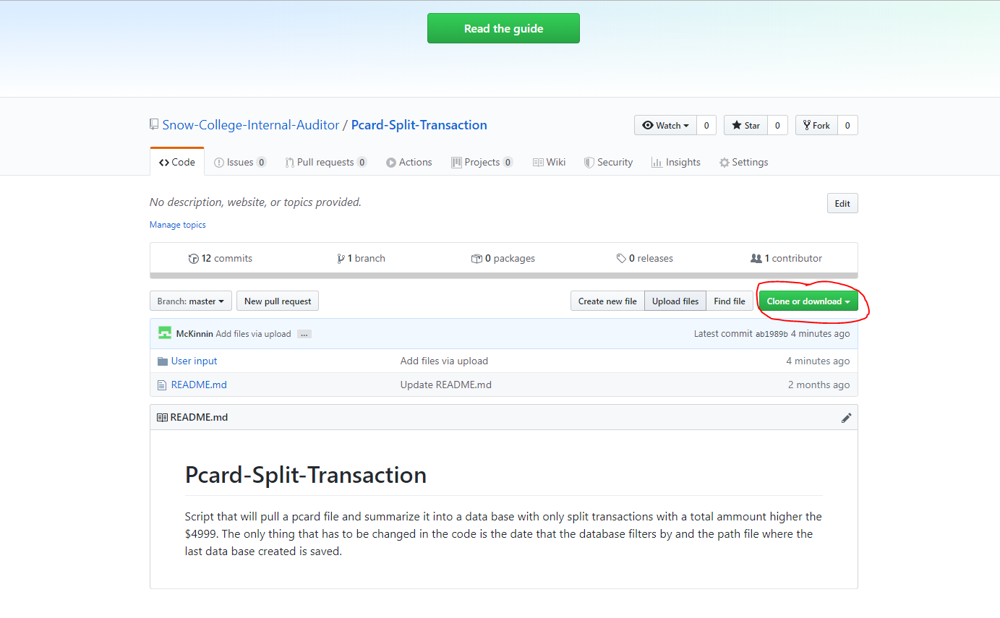 Read the guide
Snow-College-Internal-Auditor / Pcard-Split-Transaction
Watch 0 Star 0 Fork 0
Code Issues 0 Pull requests 0 Actions Projects 0 Wiki Security Insights Settings
No description, website, or topics provided. Edit
Manage topics
12 commits 1 branch 0 packages 0 releases 1 contributor
Branch: master New pull request Create new file Upload files Find file Clone or download
McKinnin Add files via upload ... Latest commit ab1989b 4 minutes ago
User input Add files via upload 4 minutes ago
README.md Update README.md 2 months ago
README.md
Pcard-Split-Transaction
Script that will pull a pcard file and summarize it into a data base with only split transactions with a total ammount higher the
$4999. The only thing that has to be changed in the code is the date that the database filters by and the path file where the
last data base created is saved.